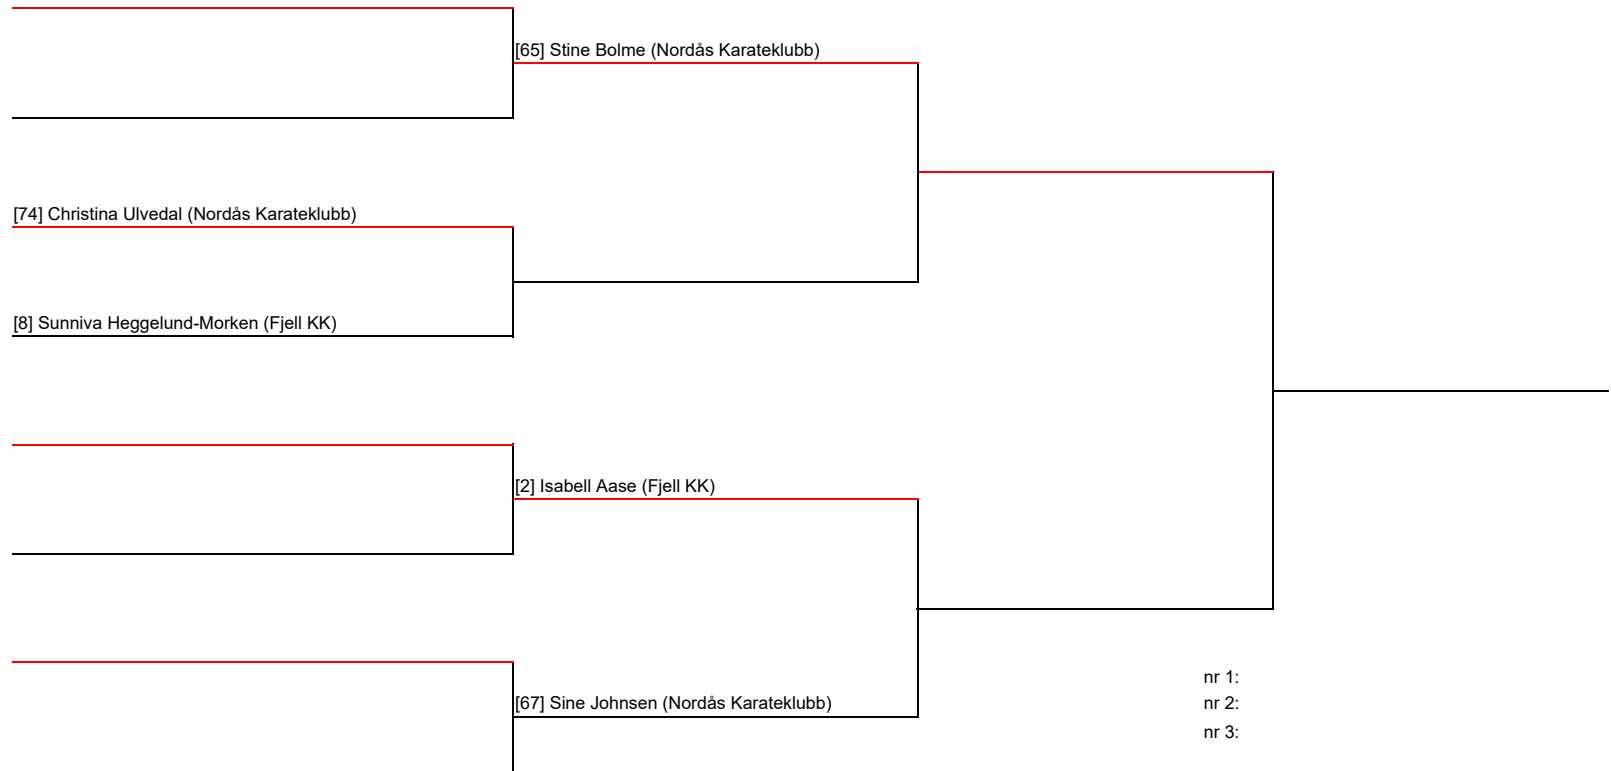 [65] Stine Bolme (Nordås Karateklubb)
[74] Christina Ulvedal (Nordås Karateklubb)
[8] Sunniva Heggelund-Morken (Fjell KK)
[2] Isabell Aase (Fjell KK)
[67] Sine Johnsen (Nordås Karateklubb)
nr 1:
nr 2:
nr 3: